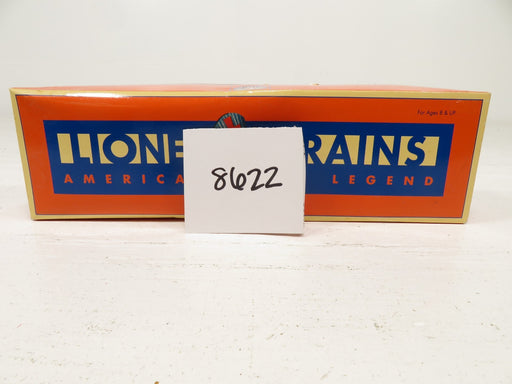 For Ages 8 & UP
LIONE RAINS
AMERICA LEGEND
8622